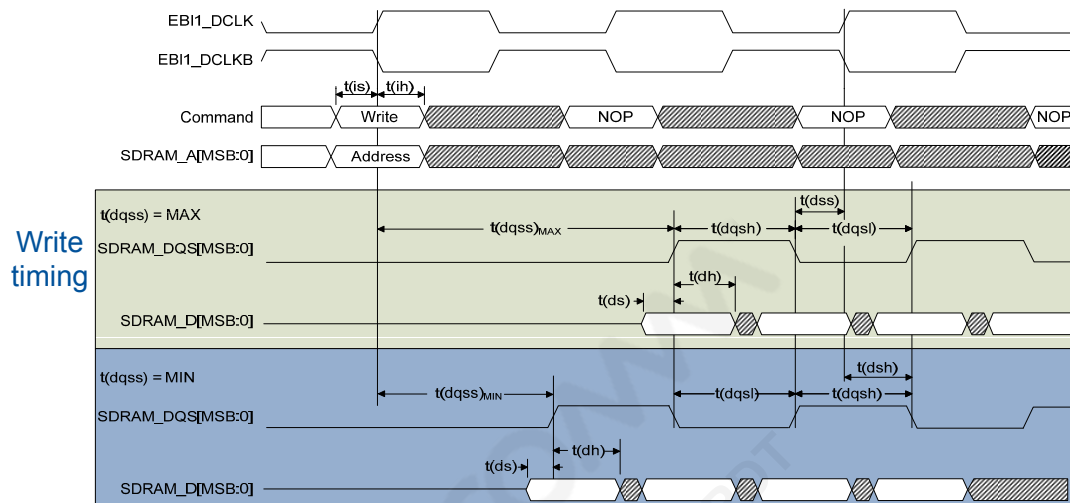 EBI1_DCLK
EBI1_DCLKB
t(is) t(ih)
Command Write NOP NOP NOP
SDRAM_A[MSB:0] Address
Write timing
t(dqss) = MAX
t(dss)
t(dqss)MAX t(dqsh) t(dqsl)
SDRAM_DQS[MSB:0]
t(dh)
t(ds)
SDRAM_D[MSB:0]
t(dqss) = MIN
t(dsh)
t(dqss)MIN t(dqsl) t(dqsh)
SDRAM_DQS[MSB:0]
t(dh)
t(ds)
SDRAM_D[MSB:0]